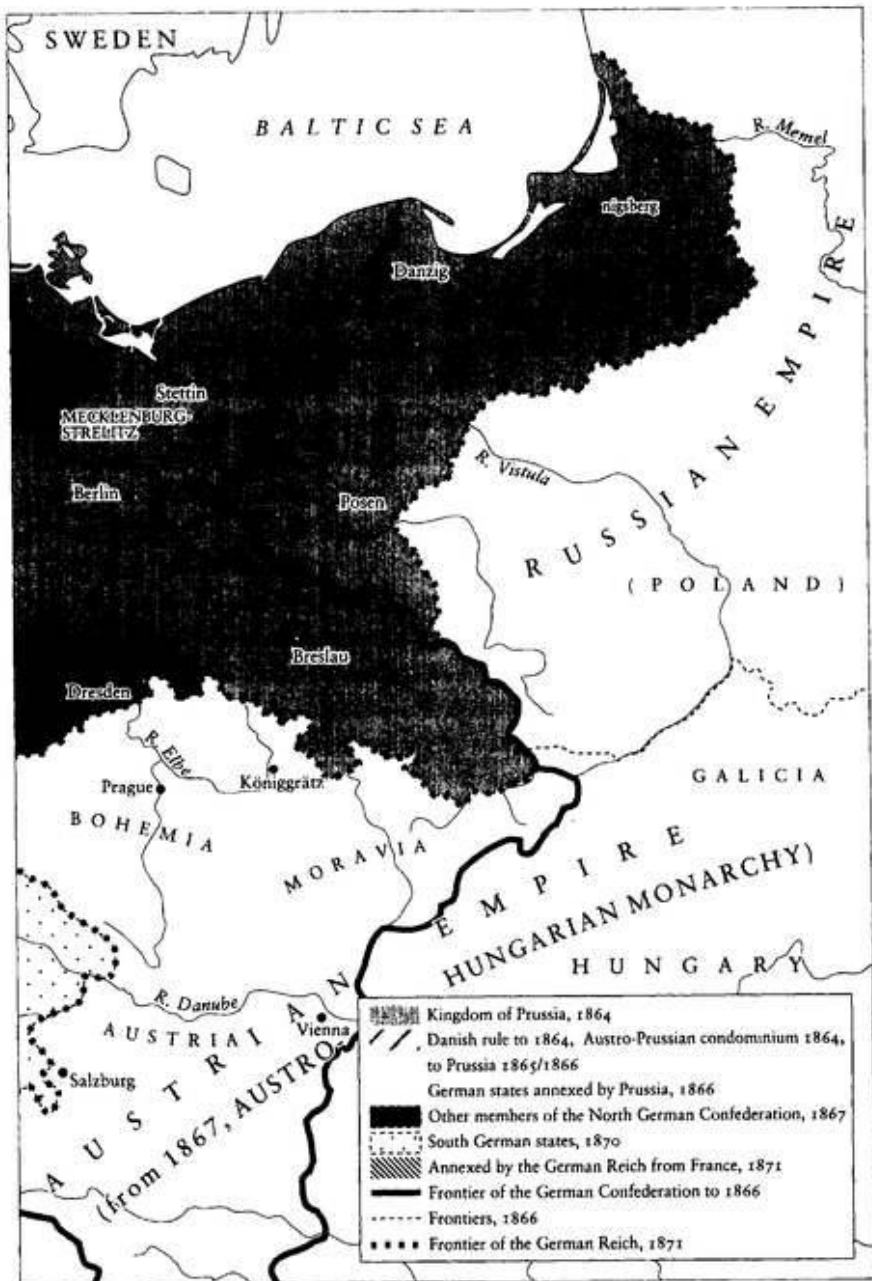 SWEDEN
BALTIC SEA
R. Memel
nigsberg
Danzig
RUSSIAN EMPIRE
Stettin
MECKLENBURG-
STRELITZ
R. Vistula
Berlin
Posen
(POLAND)
Breslau
Dresden
R. Elbe
Prague
Königgrätz
GALICIA
BOHEMIA
MORAVIA
AUSTRIAN EMPIRE
(from 1867, AUSTRO-HUNGARIAN MONARCHY)
HUNGARY
R. Danube
AUSTRIA
Vienna
Salzburg
Kingdom of Prussia, 1864
Danish rule to 1864, Austro-Prussian condominium 1864,
to Prussia 1865/1866
German states annexed by Prussia, 1866
Other members of the North German Confederation, 1867
South German states, 1870
Annexed by the German Reich from France, 1871
Frontier of the German Confederation to 1866
Frontiers, 1866
Frontier of the German Reich, 1871